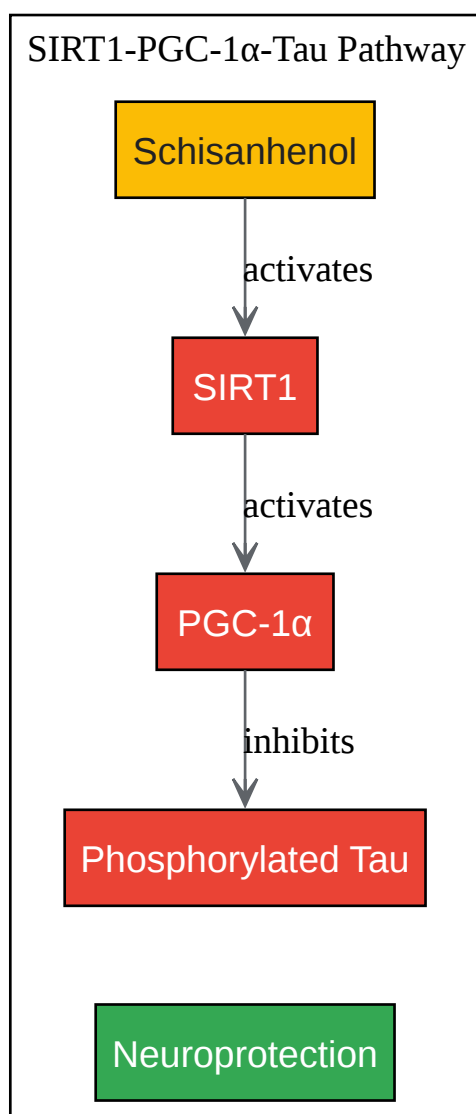 SIRT1-PGC-1α-Tau Pathway
Schisanhenol
activates
SIRT1
activates
PGC-1α
inhibits
Phosphorylated Tau
Neuroprotection